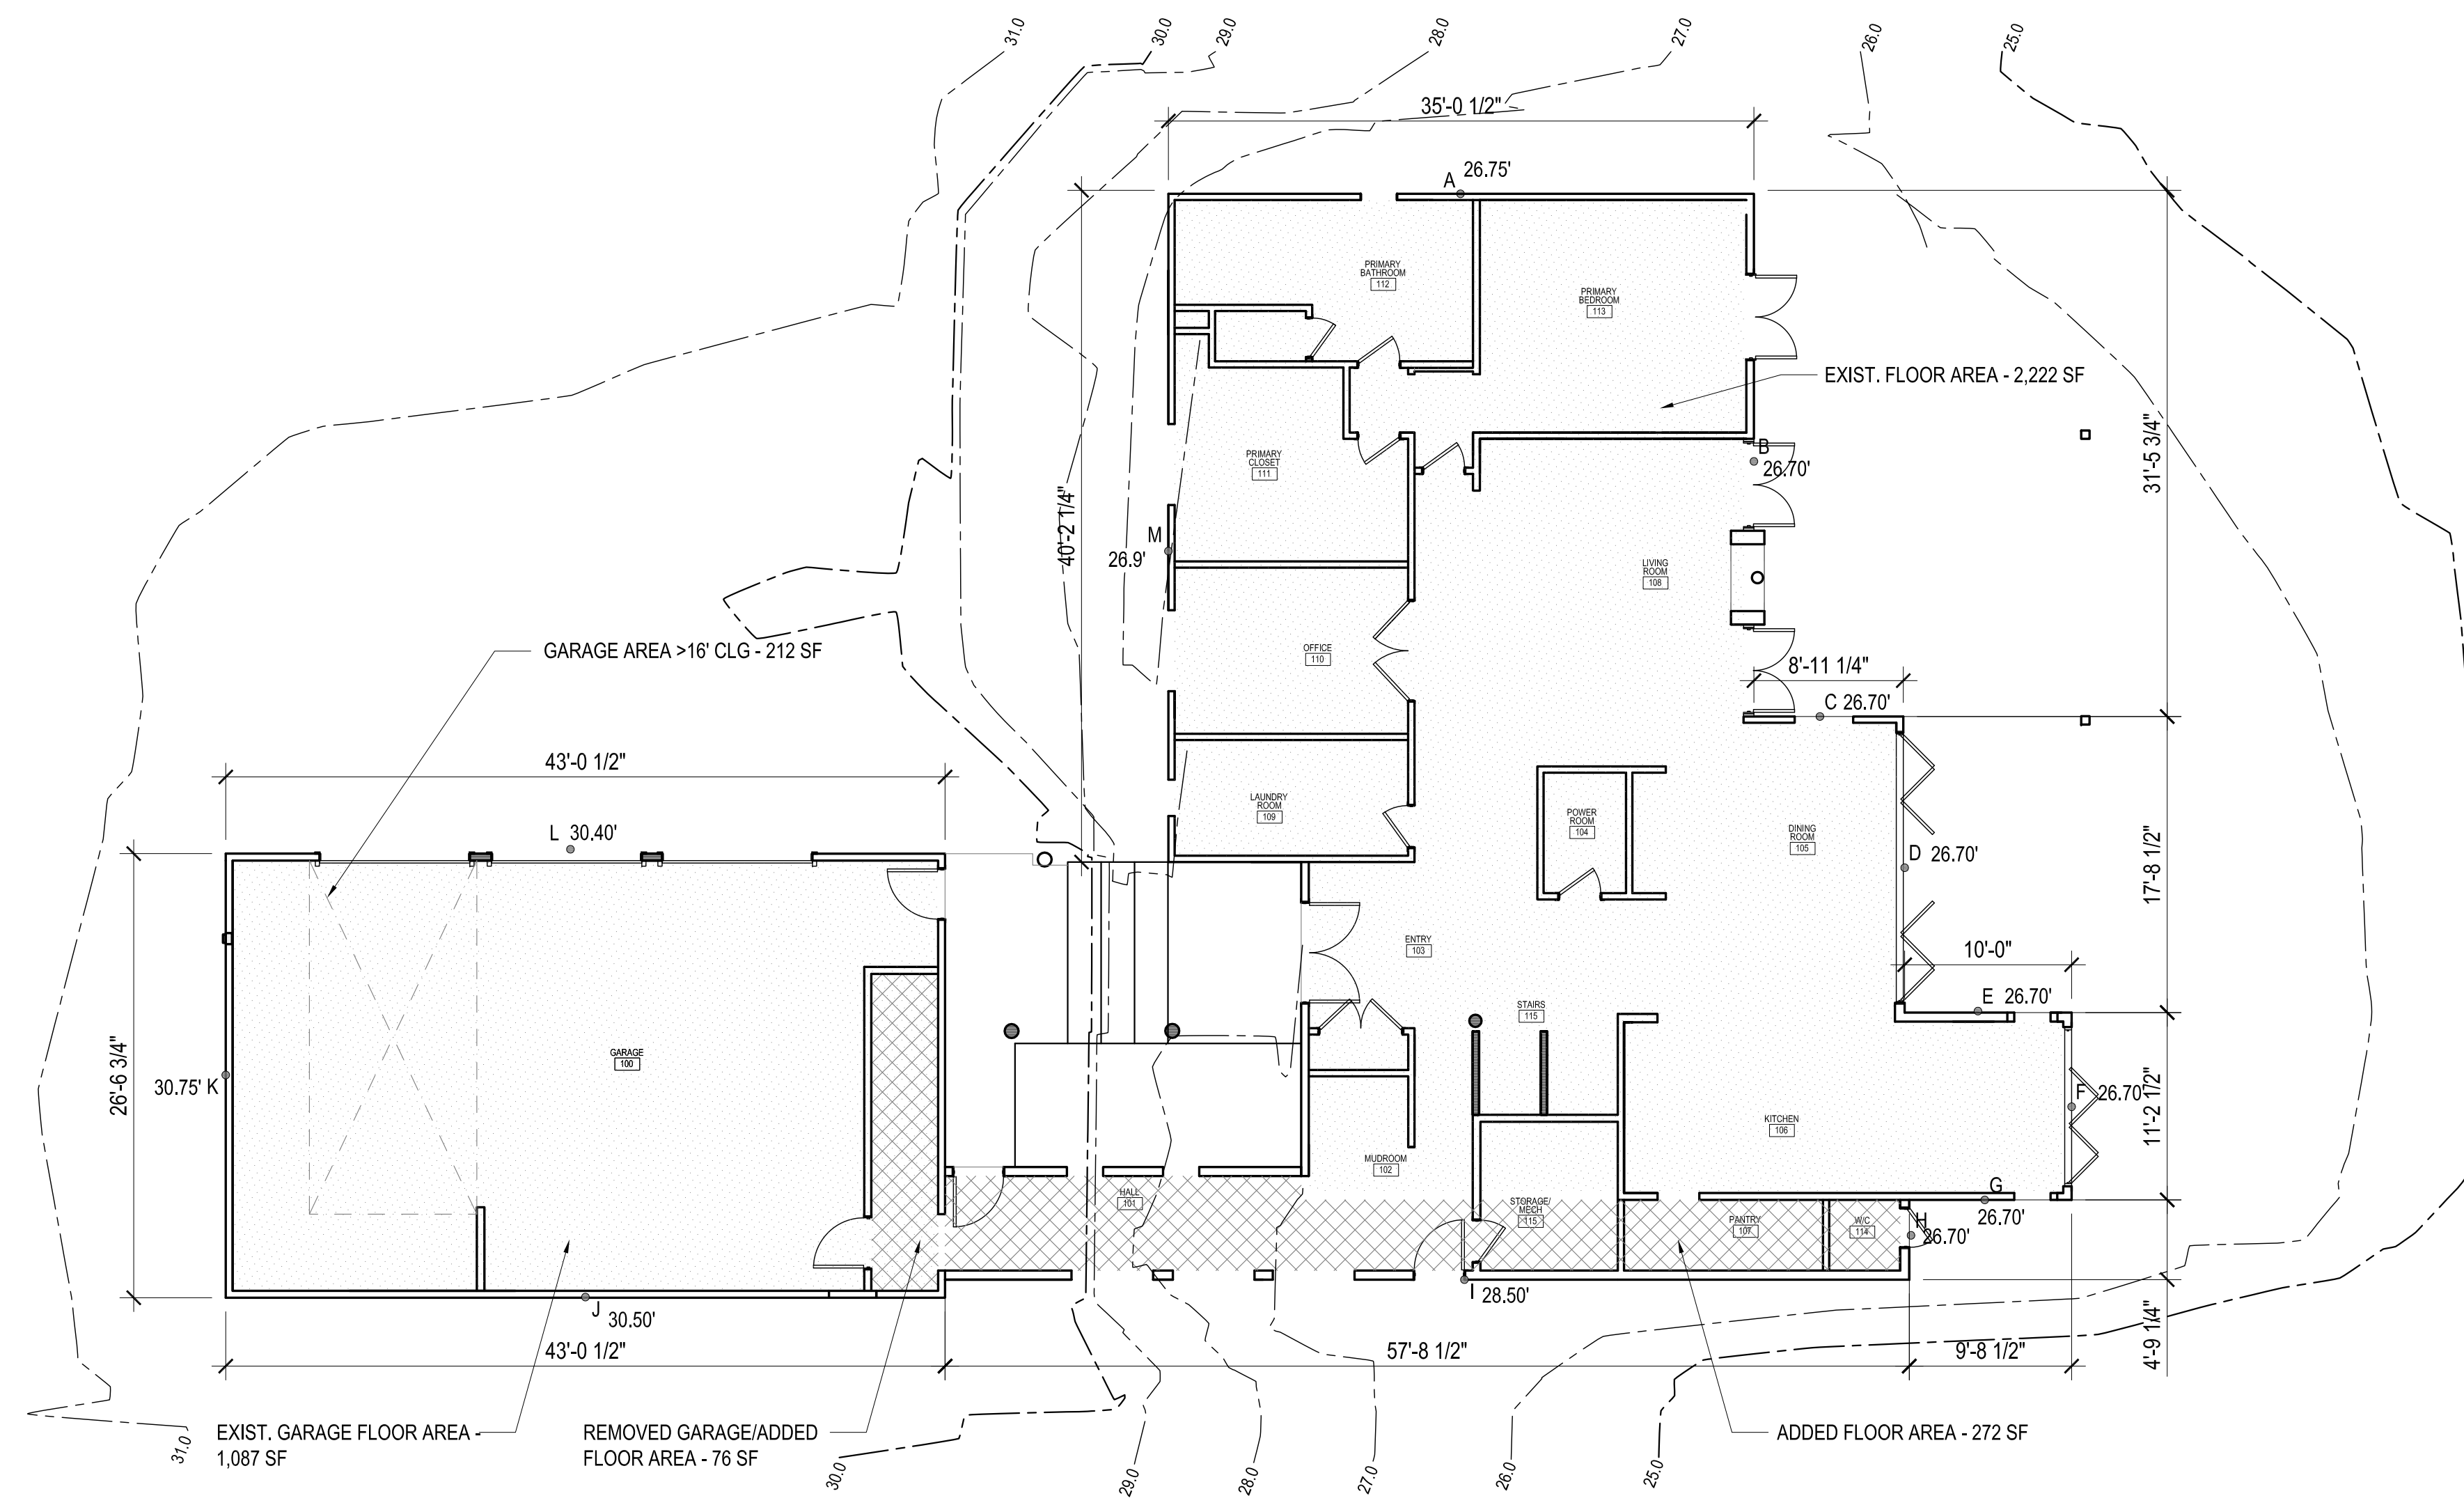 31.0
30.0
29.0
28.0
27.0
26.0
25.0
35'-0 1/2"
A 26.75'
PRIMARY
BATHROOM
112
PRIMARY
BEDROOM
113
EXIST. FLOOR AREA - 2,222 SF
31'-5 3/4"
B
26.70'
PRIMARY
CLOSET
111
40'-2 1/4"
M
26.9'
LIVING
ROOM
108
GARAGE AREA >16' CLG - 212 SF
OFFICE
110
8'-11 1/4"
C 26.70'
43'-0 1/2"
LAUNDRY
ROOM
109
POWER
ROOM
104
DINING
ROOM
105
L 30.40'
D 26.70'
17'-8 1/2"
ENTRY
103
10'-0"
STAIRS
115
E 26.70'
GARAGE
100
26'-6 3/4"
30.75' K
F 26.70'
11'-2 1/2"
KITCHEN
106
MUDROOM
102
HALL
101
STORAGE/
MECH
115
PANTRY
107
W/C
114
G
26.70'
H
26.70'
I 28.50'
J 30.50'
4'-9 1/4"
43'-0 1/2"
57'-8 1/2"
9'-8 1/2"
EXIST. GARAGE FLOOR AREA -
1,087 SF
REMOVED GARAGE/ADDED
FLOOR AREA - 76 SF
ADDED FLOOR AREA - 272 SF
31.0
30.0
29.0
28.0
27.0
26.0
25.0